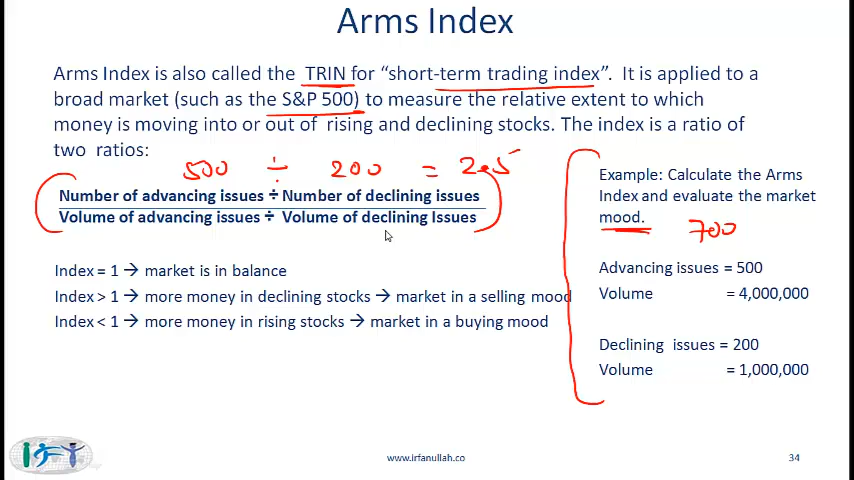 Arms Index
Arms Index is also called the TRIN for “short-term trading index”. It is applied to a
broad market (such as the S&P 500) to measure the relative extent to which
money is moving into or out of rising and declining stocks. The index is a ratio of
two ratios:
500 ÷ 200 = 2.5
Number of advancing issues ÷ Number of declining issues
Volume of advancing issues ÷ Volume of declining Issues
Index = 1 → market is in balance
Index > 1 → more money in declining stocks → market in a selling mood
Index < 1 → more money in rising stocks → market in a buying mood
Example: Calculate the Arms
Index and evaluate the market
mood.
700
Advancing issues = 500
Volume = 4,000,000
Declining issues = 200
Volume = 1,000,000
www.irfanullah.co
34